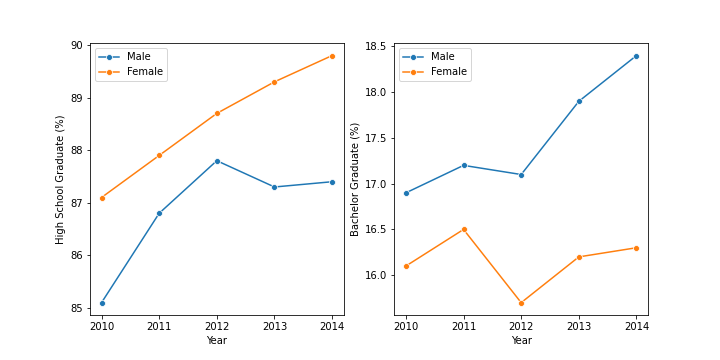 Male
Female
High School Graduate (%)
90
89
88
87
86
85
2010 2011 2012 2013 2014
Year
Male
Female
Bachelor Graduate (%)
18.5
18.0
17.5
17.0
16.5
16.0
2010 2011 2012 2013 2014
Year